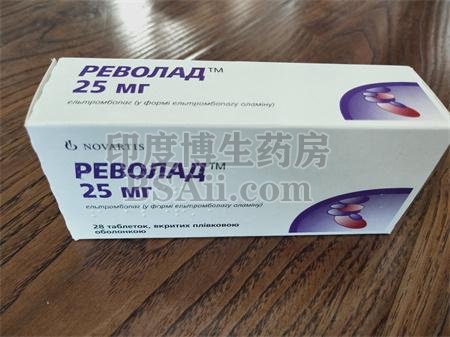 РЕВОЛАД™
25 мг
ельтромбопаг (у формі ельтромбопагу оламіну)
NOVARTIS
РЕВОЛАД™
25 мг
ельтромбопаг (у формі ельтромбопагу оламіну)
28 таблеток, вкритих плівковою
оболонкою
印度博生药房
BSAii.com